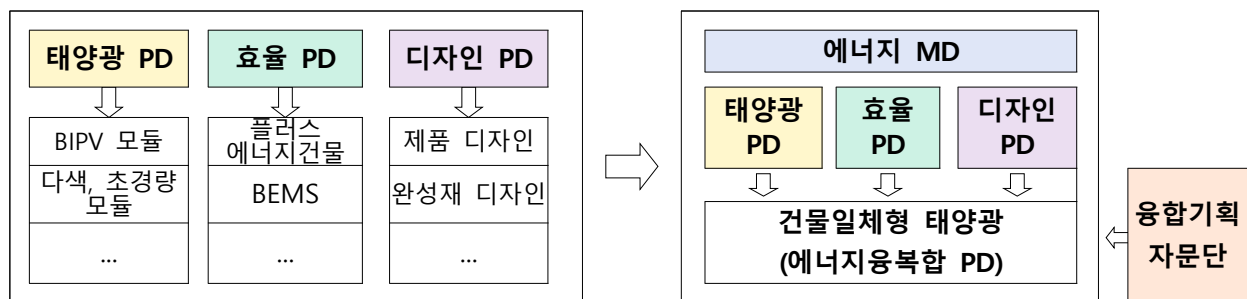 태양광 PD
효율 PD
디자인 PD
BIPV 모듈
다색, 초경량
모듈
...
플러스
에너지건물
BEMS
...
제품 디자인
완성재 디자인
...
에너지 MD
태양광
PD
효율
PD
디자인
PD
건물일체형 태양광
(에너지융복합 PD)
융합기획
자문단